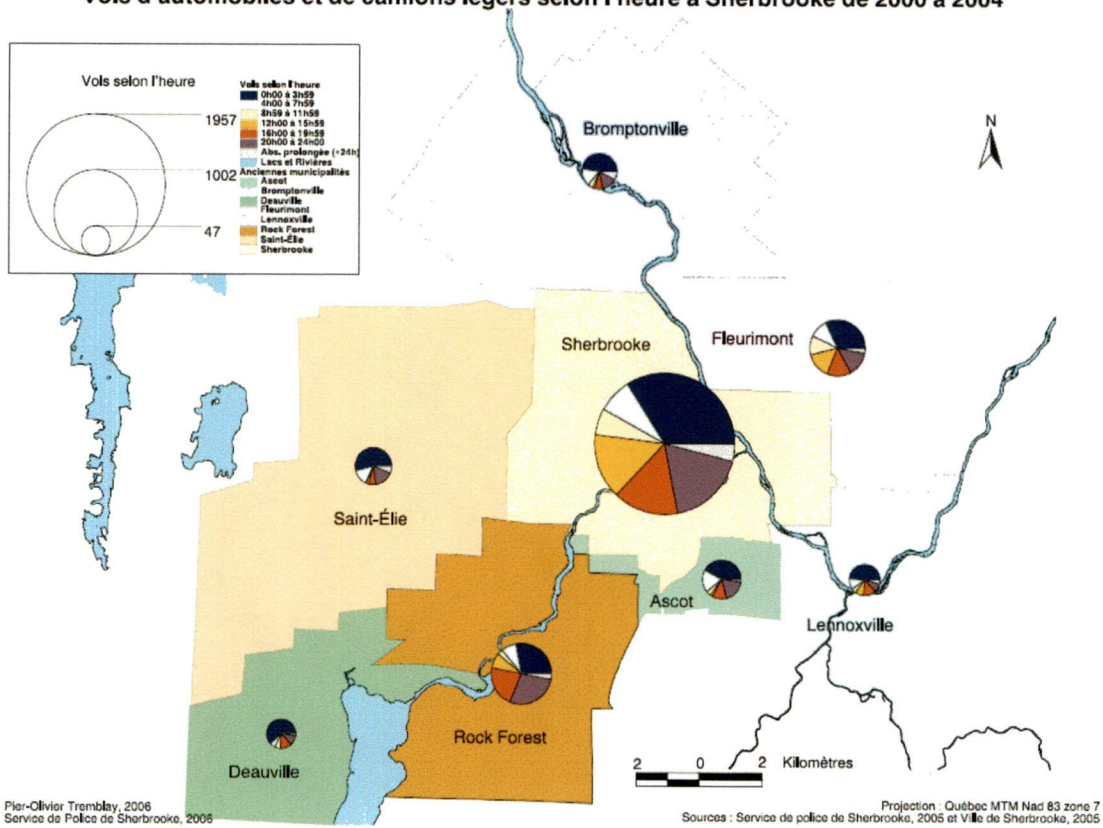 Vols d'automobiles et de camions légers selon l'heure à Sherbrooke de 2000 à 2004
Vols selon l'heure
1957
1002
47
Vols selon l'heure
0h00 à 3h59
4h00 à 7h59
8h59 à 11h59
12h00 à 15h59
16h00 à 19h59
20h00 à 24h00
Abs. prolongée (+24h)
Lacs et Rivières
Anciennes municipalités
Ascot
Bromptonville
Deauville
Fleurimont
Lennoxville
Rock Forest
Saint-Élie
Sherbrooke
N
Bromptonville
Sherbrooke
Fleurimont
Saint-Élie
Ascot
Lennoxville
Rock Forest
Deauville
2 0 2 Kilomètres
Pier-Olivier Tremblay, 2006
Service de Police de Sherbrooke, 2006
Projection : Québec MTM Nad 83 zone 7
Sources : Service de police de Sherbrooke, 2005 et Ville de Sherbrooke, 2005